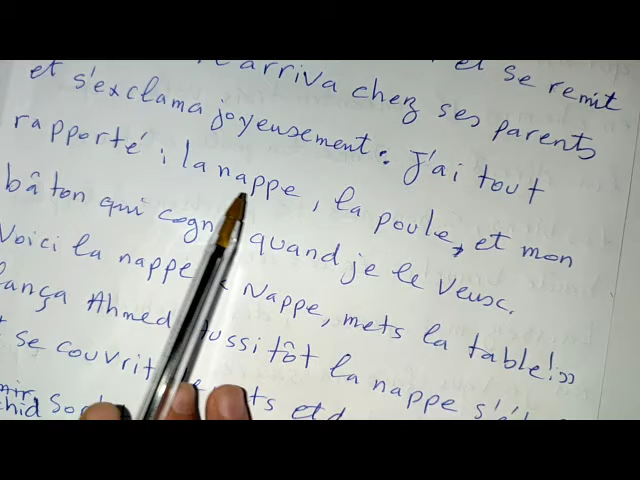 arriva chez ses parents
et se remit
et s'exclama joyeusement : J'ai tout
rapporté : la nappe, la poule, et mon
bâton qui cogne quand je le veux.
Voici la nappe « Nappe, mets la table!»
lança Ahmed. Aussitôt la nappe
se couvrit